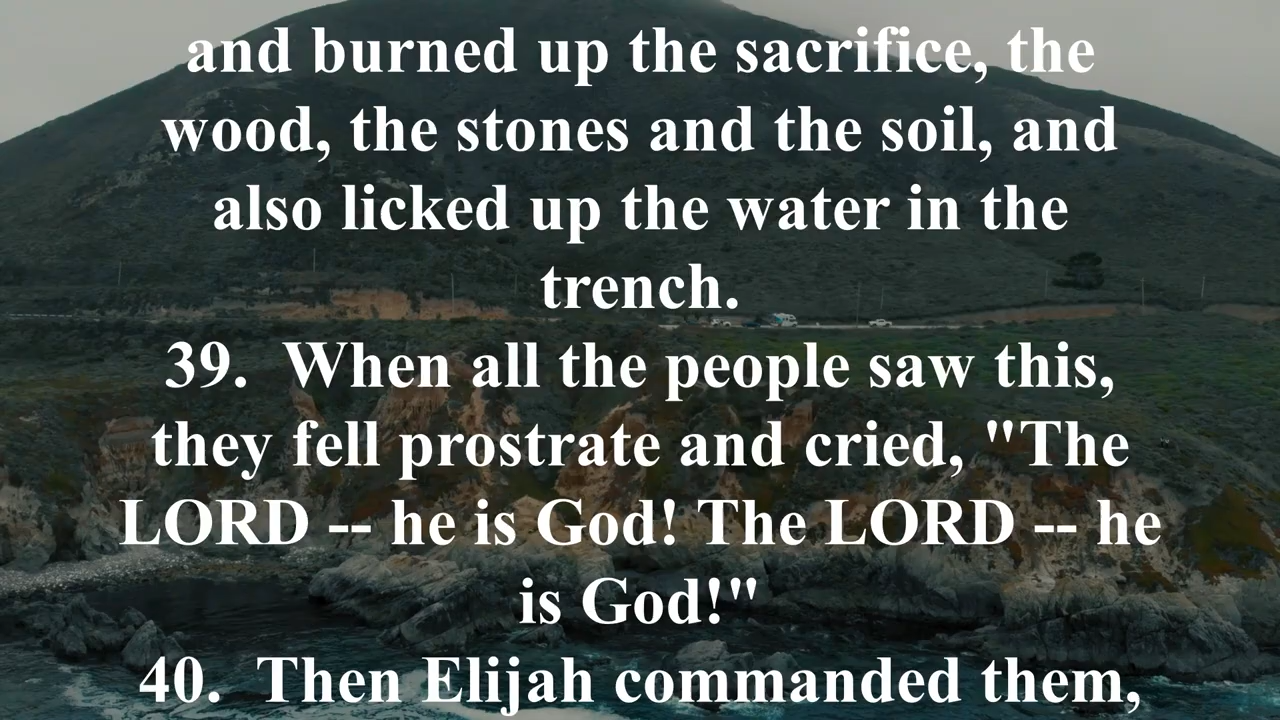 and burned up the sacrifice, the
wood, the stones and the soil, and
also licked up the water in the
trench.
39.  When all the people saw this,
they fell prostrate and cried, "The
LORD -- he is God! The LORD -- he
is God!"
40.  Then Elijah commanded them,